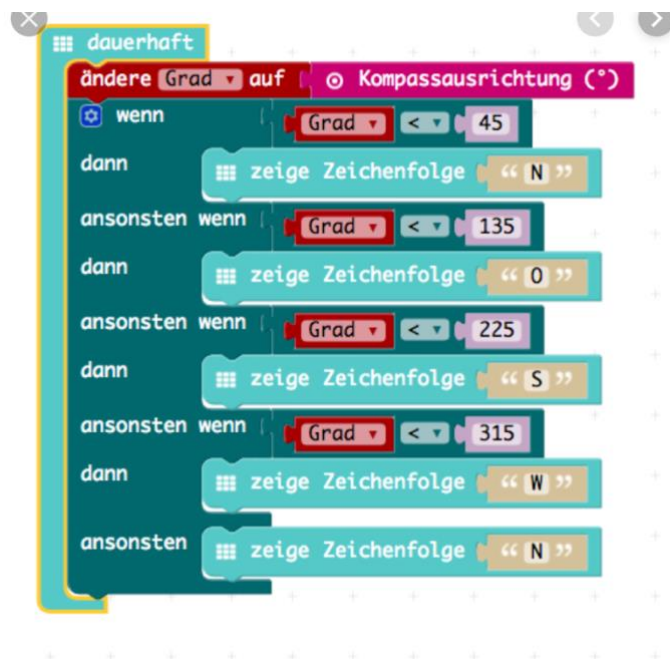 dauerhaft
ändere Grad auf Kompassausrichtung (°)
wenn Grad < 45
dann zeige Zeichenfolge “ N ”
ansonsten wenn Grad < 135
dann zeige Zeichenfolge “ O ”
ansonsten wenn Grad < 225
dann zeige Zeichenfolge “ S ”
ansonsten wenn Grad < 315
dann zeige Zeichenfolge “ W ”
ansonsten zeige Zeichenfolge “ N ”